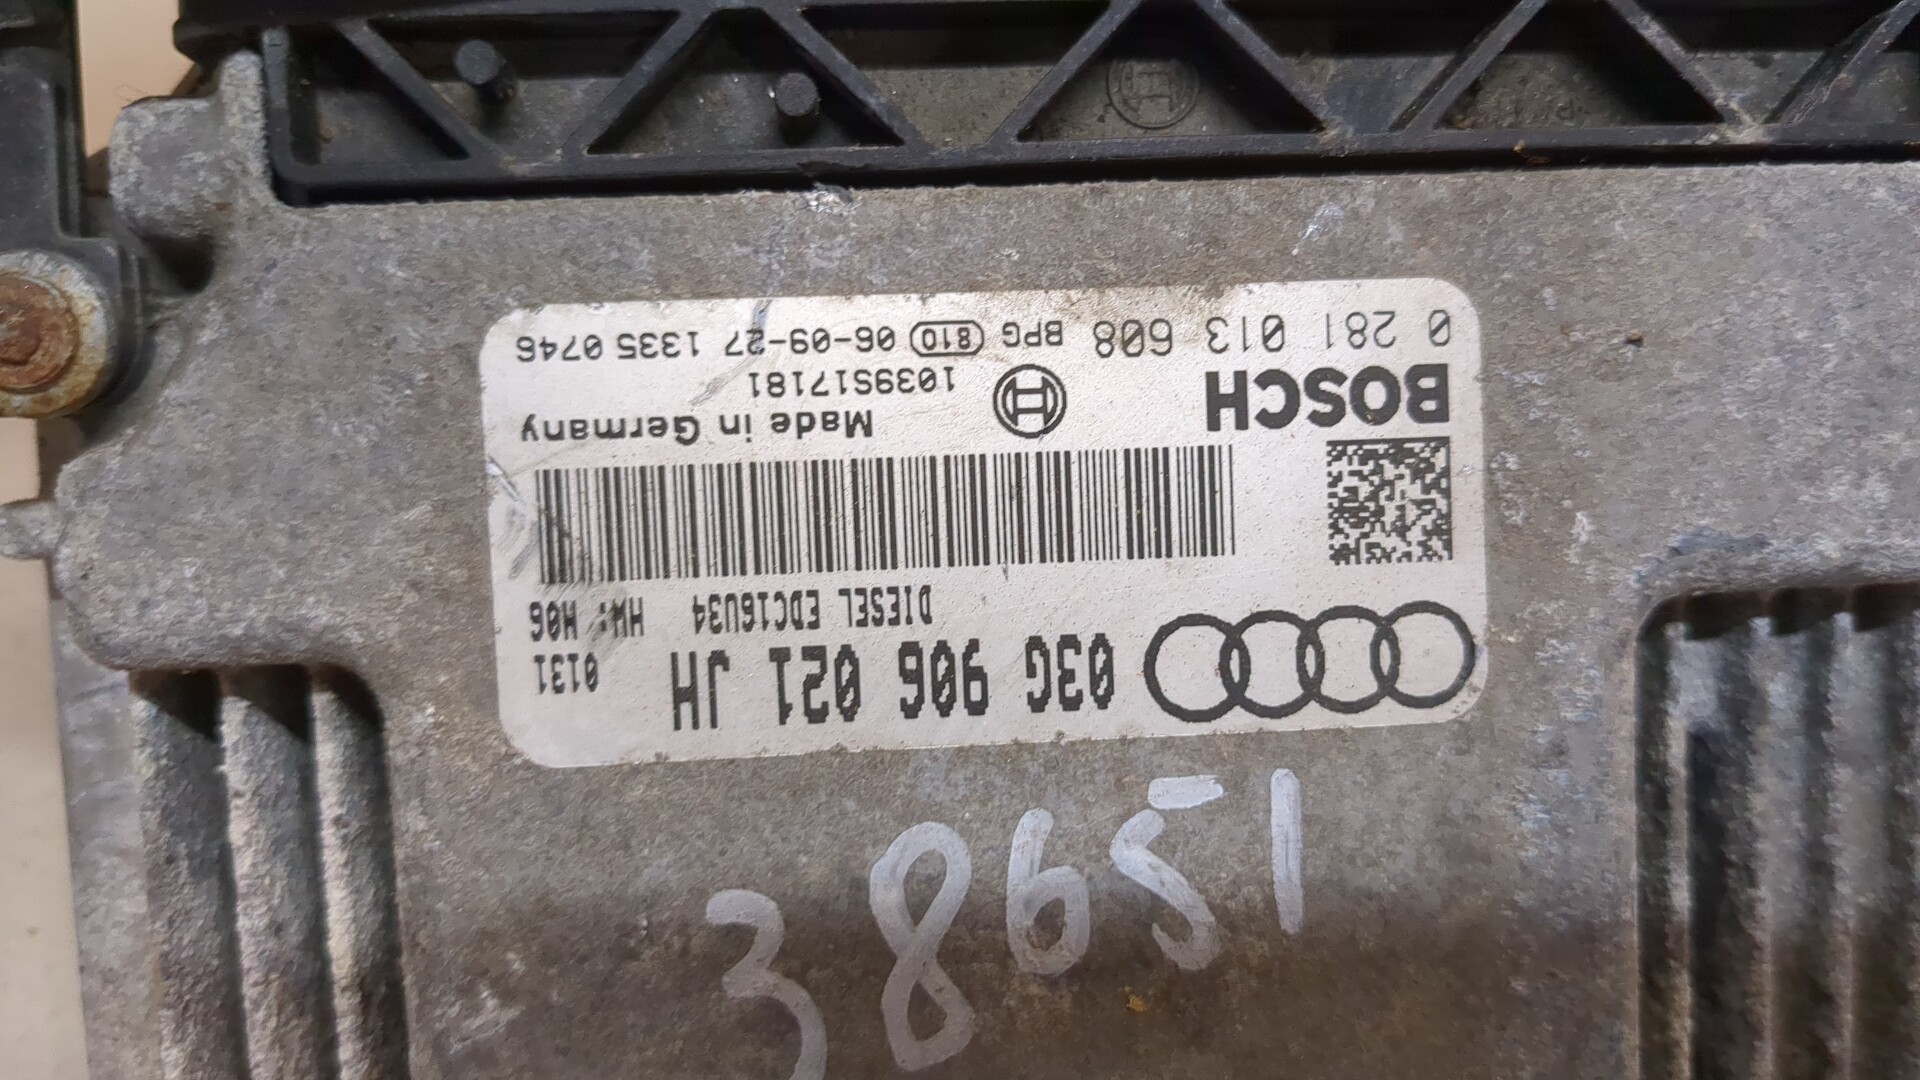 03G 906 021 JH 0131
DIESEL EDC16U34 HW: H06
Made in Germany
BOSCH 1039S17181
0 281 013 608 BPG 810 06-09-27 1335 0746
38651